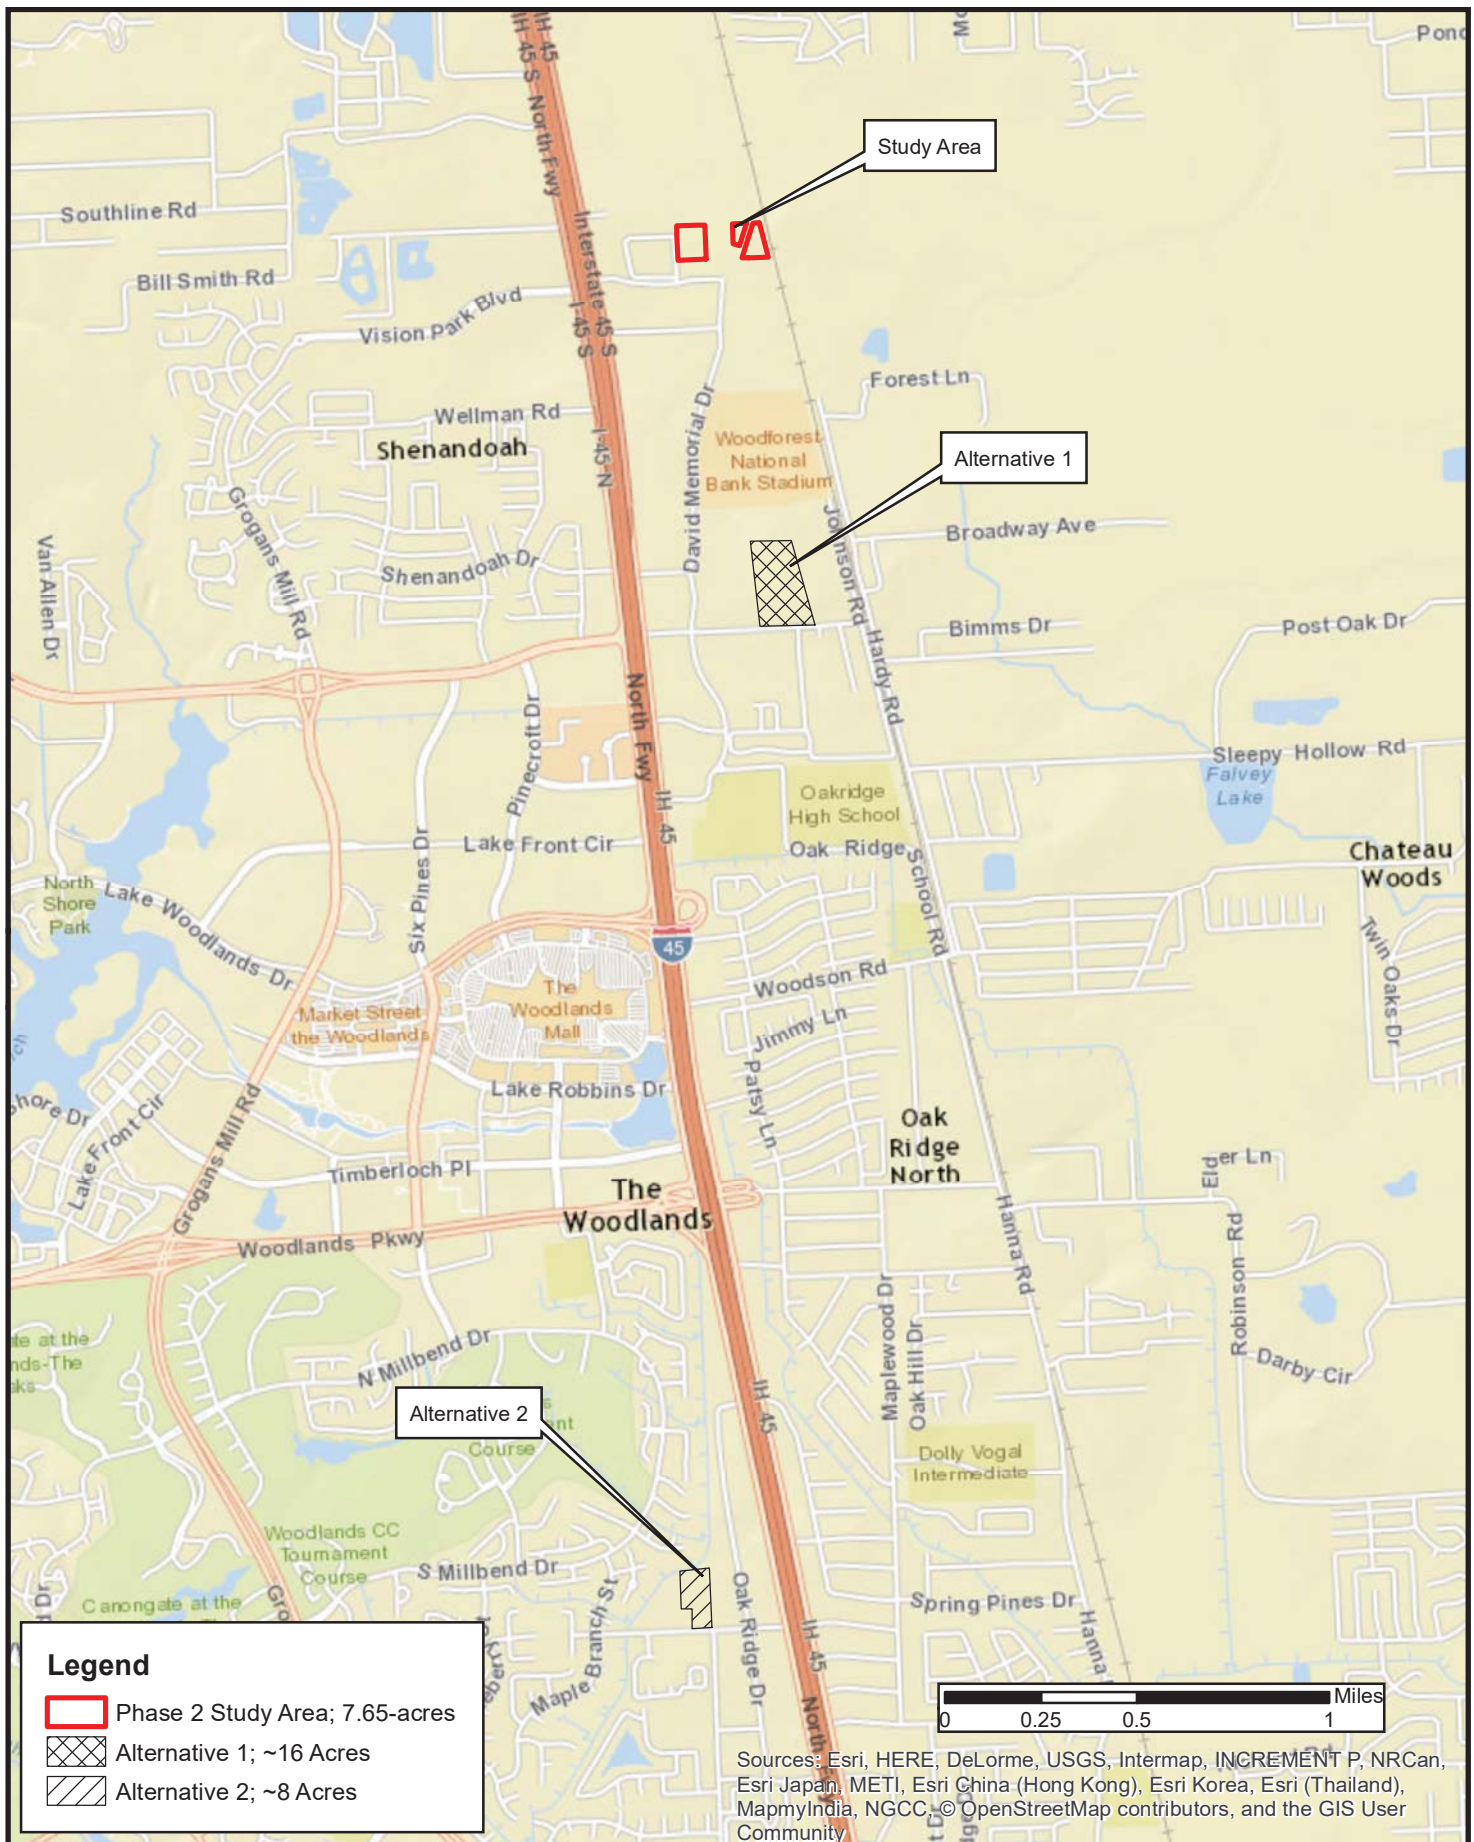 IH 45
IH 45 S
North Fwy
Pond
Study Area
Southline Rd
Interstate 45 S
I-45 S
Bill Smith Rd
Vision Park Blvd
Forest Ln
David Memorial Dr
Wellman Rd
Shenandoah
I-45-N
Woodforest
National
Bank Stadium
Alternative 1
Grogans Mill Rd
Johnson Rd
Broadway Ave
Van Allen Dr
Shenandoah Dr
Bimms Dr
Post Oak Dr
Hardy Rd
North Fwy
Pinecroft Dr
Sleepy Hollow Rd
Falvey
Lake
IH 45
Oakridge
High School
Lake Front Cir
Six Pines Dr
Oak Ridge
School Rd
Chateau
Woods
North
Shore
Park
Lake Woodlands Dr
45
Twin Oaks Dr
Woodson Rd
The
Woodlands
Mall
Market Street
the Woodlands
Jimmy Ln
Patsy Ln
Lake Robbins Dr
Shore Dr
Lake Front Cir
Grogans Mill Rd
Oak
Ridge
North
Timberloch Pl
Elder Ln
The
Woodlands
Woodlands Pkwy
Hanna Rd
Robinson Rd
Maplewood Dr
Oak Hill Dr
N Millbend Dr
Darby Cir
IH 45
Alternative 2
Course
Dolly Vogal
Intermediate
Woodlands CC
Tournament
Course
S Millbend Dr
Canongate at the
Gro
Maple Branch St
Oak Ridge Dr
Spring Pines Dr
Hanna
IH 45
North
Legend
Phase 2 Study Area; 7.65-acres
Alternative 1; ~16 Acres
Alternative 2; ~8 Acres
Miles
0 0.25 0.5 1
Sources: Esri, HERE, DeLorme, USGS, Intermap, INCREMENT P, NRCan,
Esri Japan, METI, Esri China (Hong Kong), Esri Korea, Esri (Thailand),
MapmyIndia, NGCC, © OpenStreetMap contributors, and the GIS User
Community